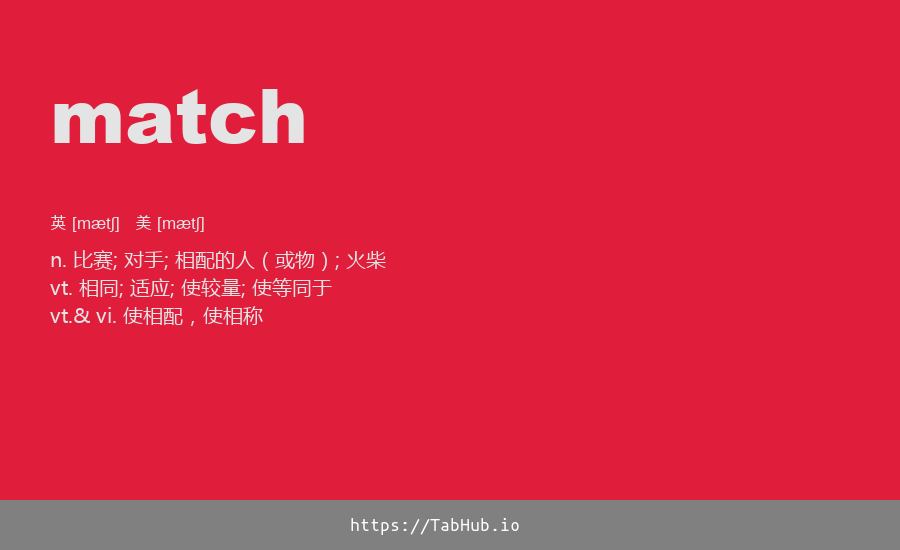 match
英 [mætʃ] 美 [mætʃ]
n. 比赛; 对手; 相配的人（或物）; 火柴
vt. 相同; 适应; 使较量; 使等同于
vt.& vi. 使相配，使相称
https://TabHub.io